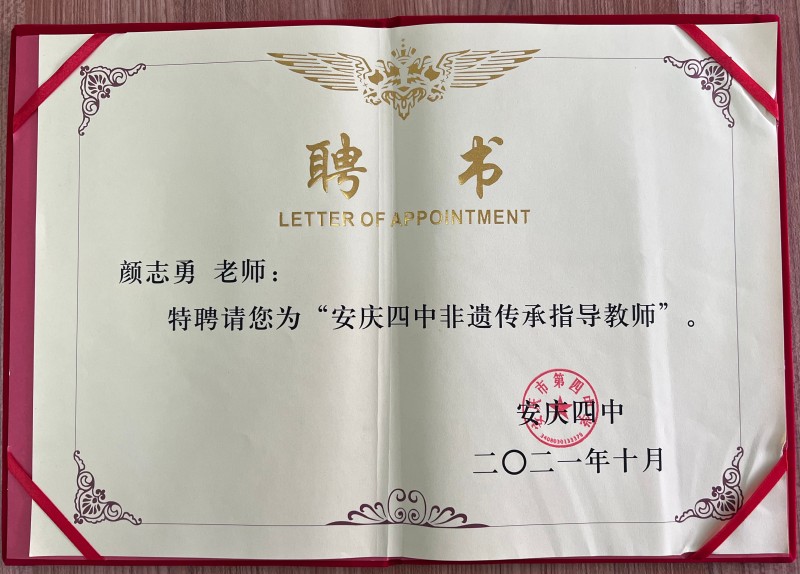 聘书
LETTER OF APPOINTMENT
颜志勇 老师：
特聘请您为“安庆四中非遗传承指导教师”。
安庆四中
二〇二一年十月